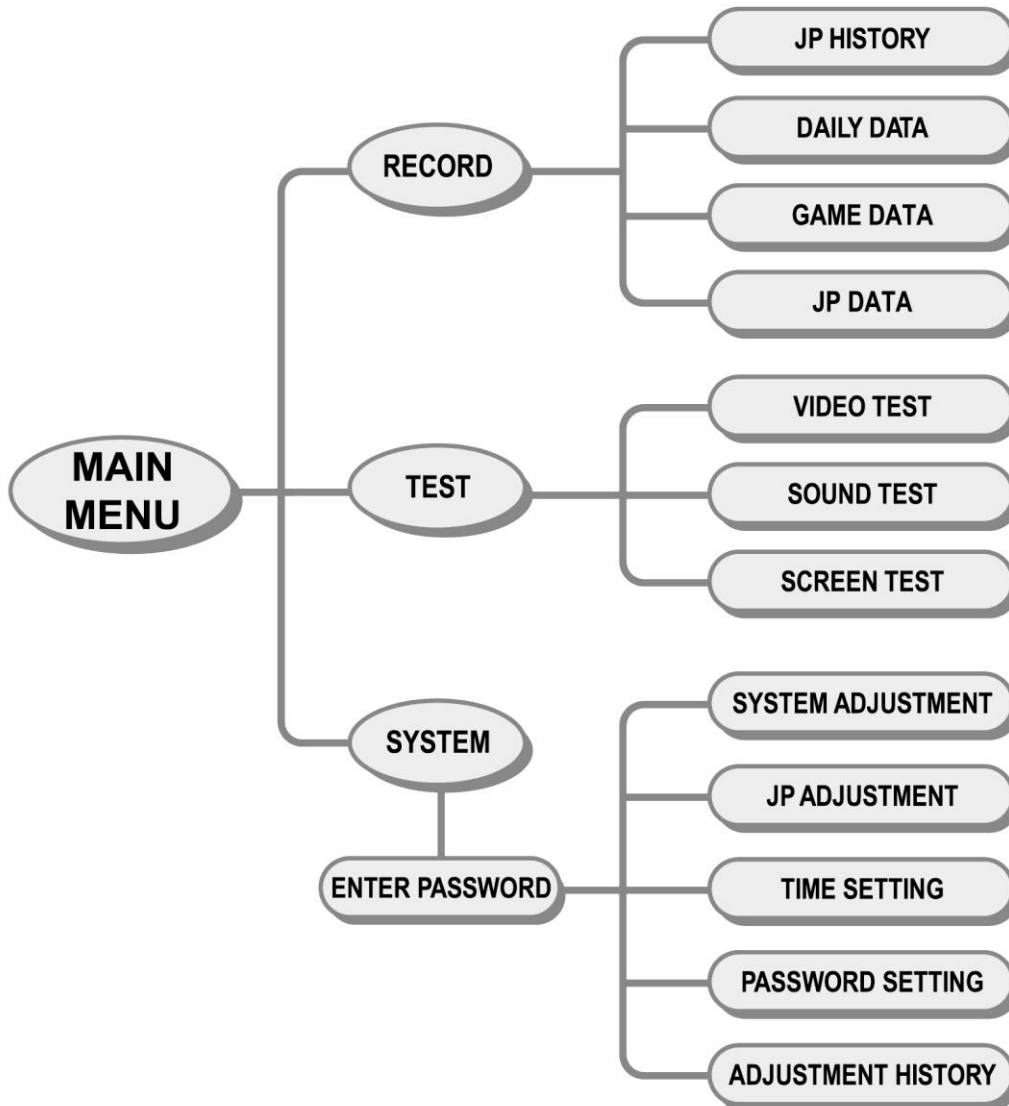 MAIN
MENU
RECORD
JP HISTORY
DAILY DATA
GAME DATA
JP DATA
TEST
VIDEO TEST
SOUND TEST
SCREEN TEST
SYSTEM
ENTER PASSWORD
SYSTEM ADJUSTMENT
JP ADJUSTMENT
TIME SETTING
PASSWORD SETTING
ADJUSTMENT HISTORY